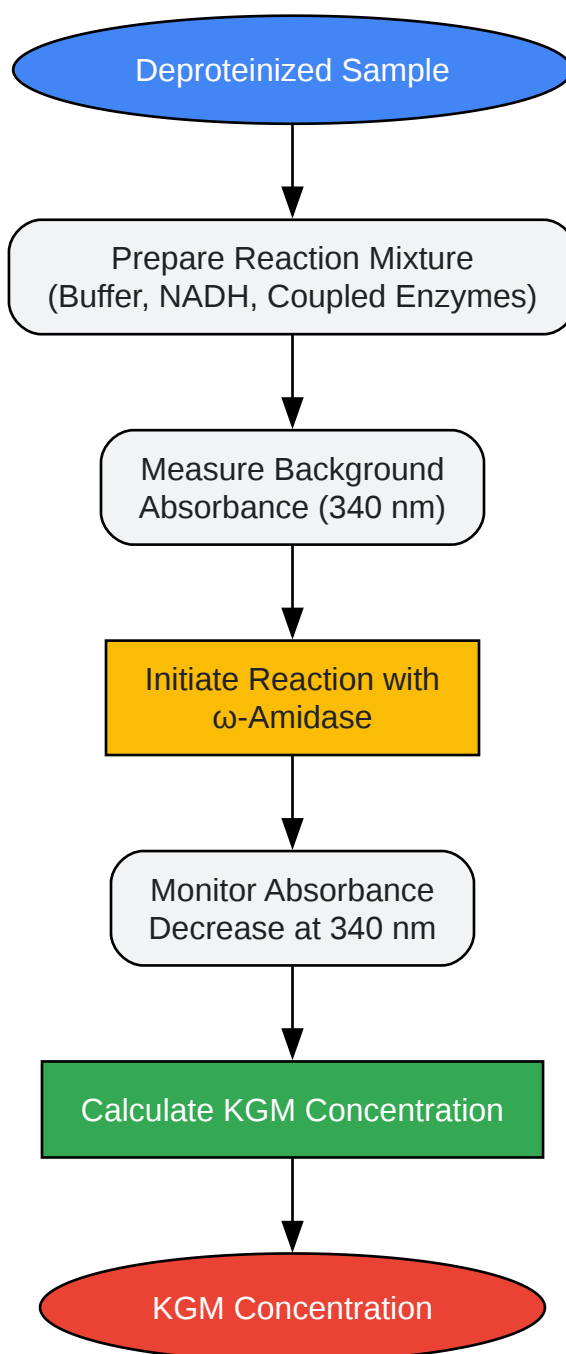 Deproteinized Sample
Prepare Reaction Mixture
(Buffer, NADH, Coupled Enzymes)
Measure Background
Absorbance (340 nm)
Initiate Reaction with
ω-Amidase
Monitor Absorbance
Decrease at 340 nm
Calculate KGM Concentration
KGM Concentration